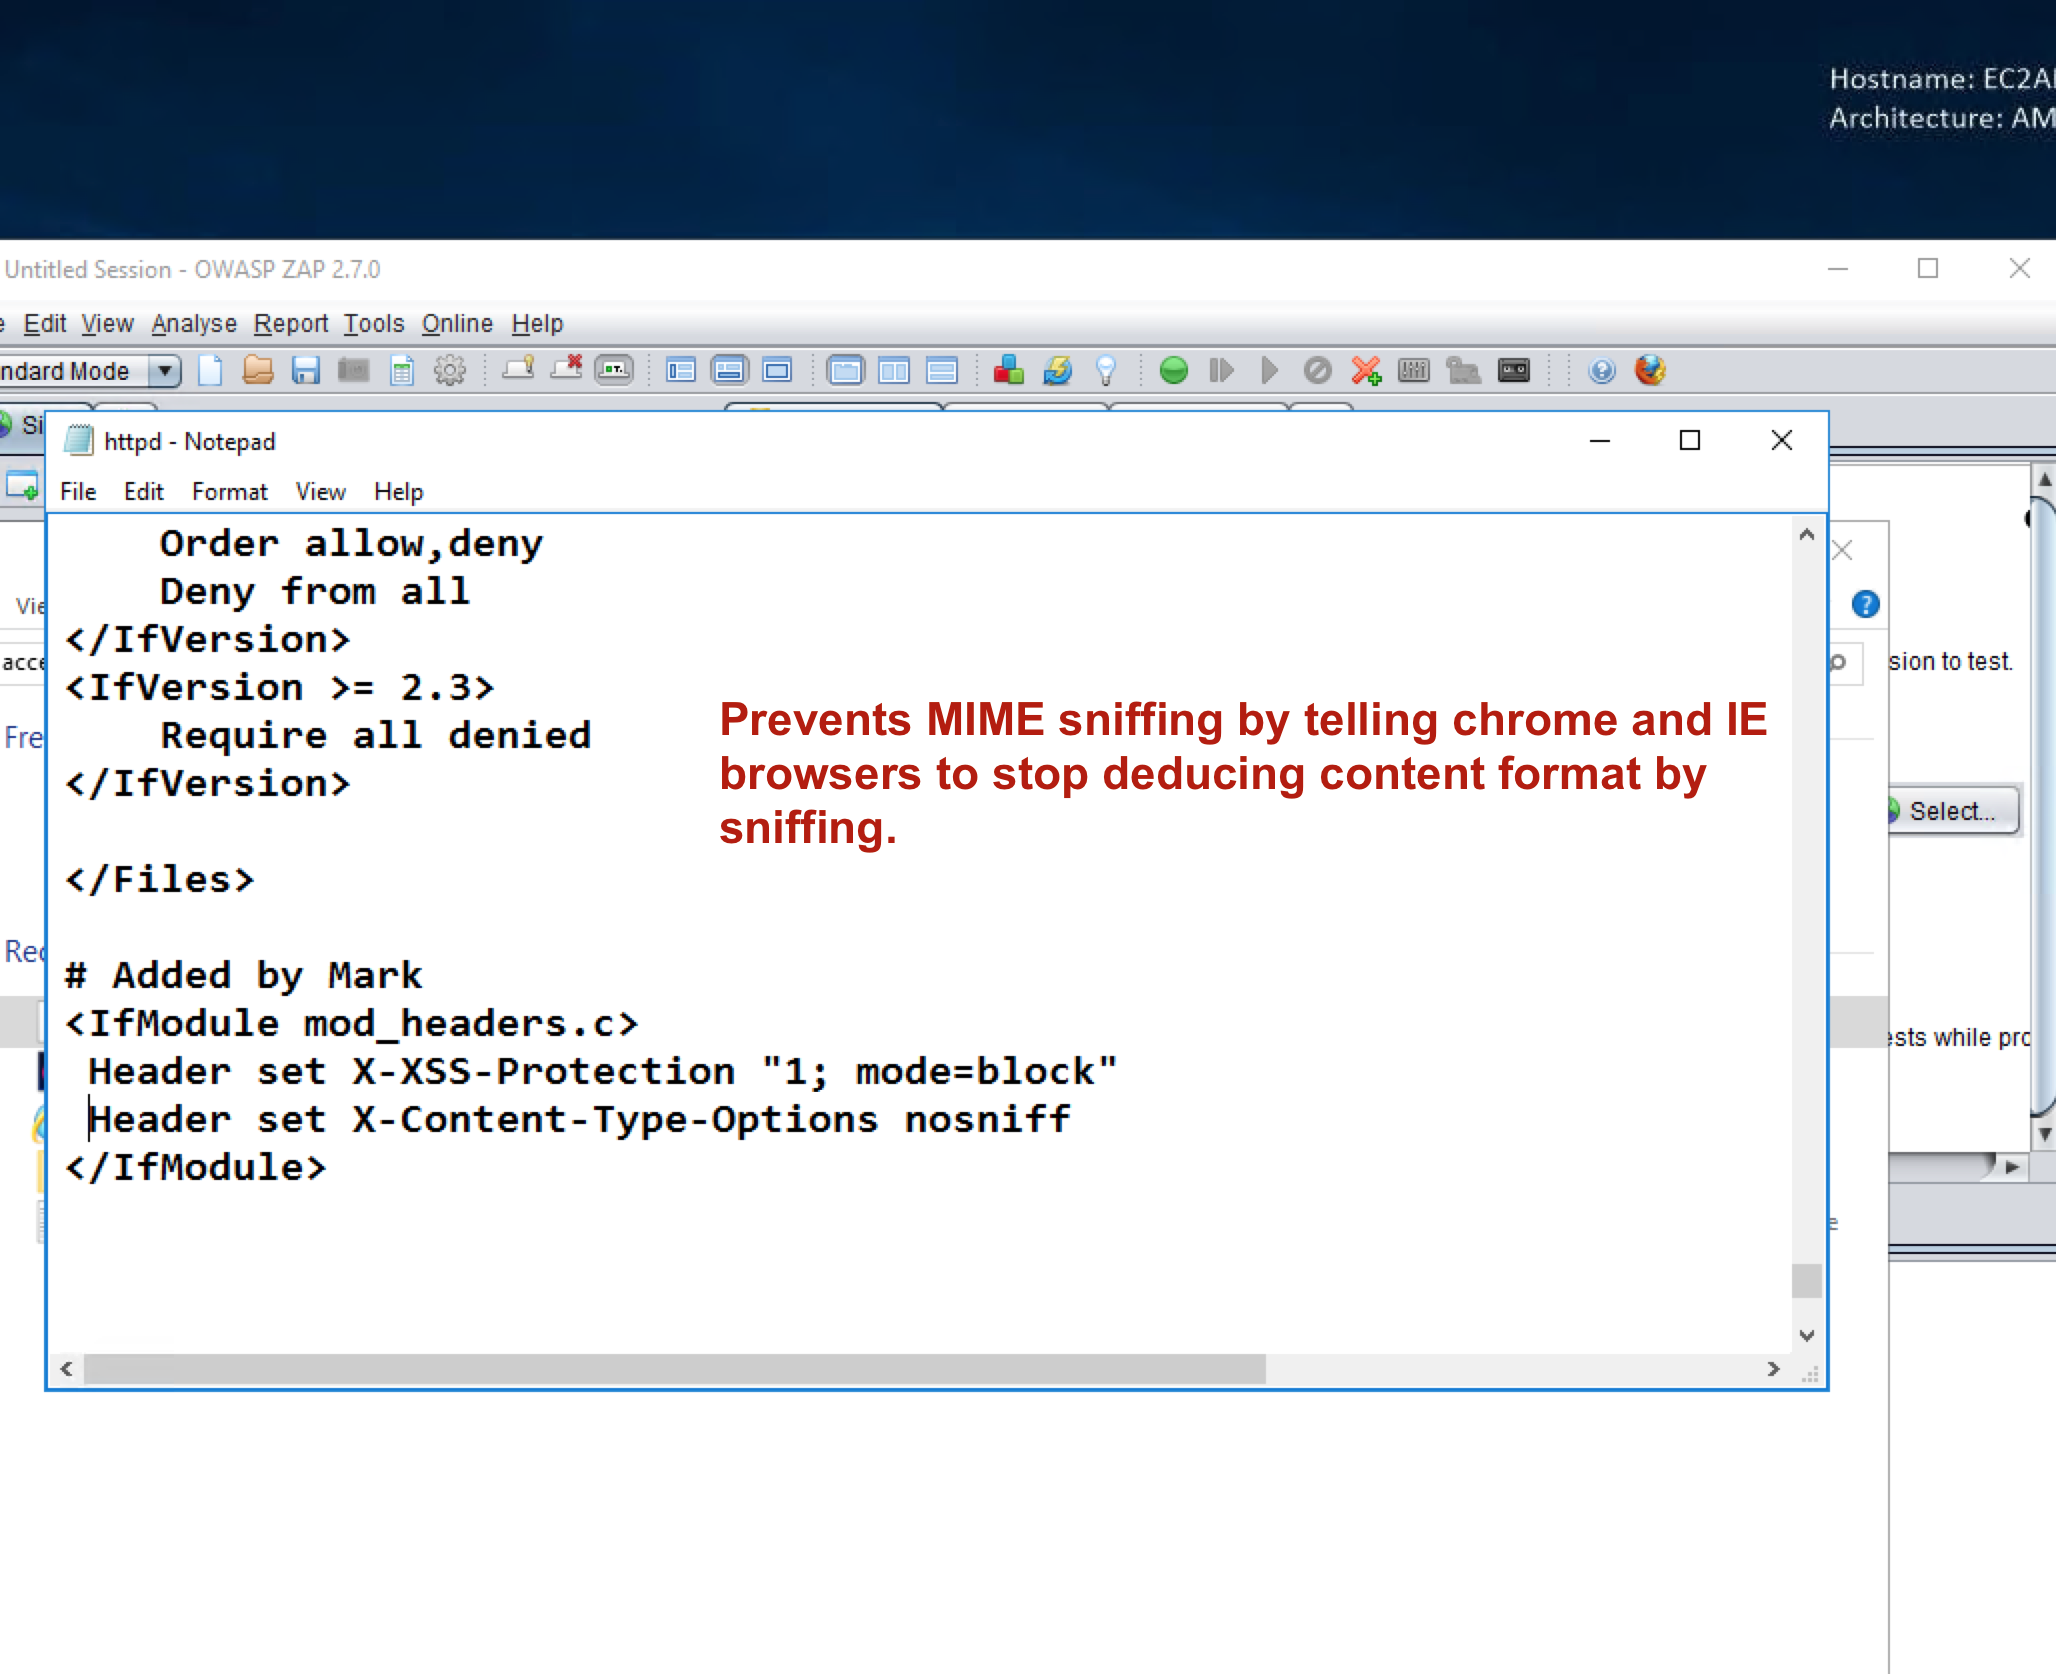 Hostname: EC2A
Architecture: AM
Untitled Session - OWASP ZAP 2.7.0
Edit View Analyse Report Tools Online Help
ndard Mode
Si
httpd - Notepad
File Edit Format View Help
Order allow,deny
Deny from all
</IfVersion>
<IfVersion >= 2.3>
Require all denied
</IfVersion>
</Files>
# Added by Mark
<IfModule mod_headers.c>
Header set X-XSS-Protection "1; mode=block"
Header set X-Content-Type-Options nosniff
</IfModule>
Prevents MIME sniffing by telling chrome and IE
browsers to stop deducing content format by
sniffing.
Vie
acce
Fre
Rec
sion to test.
Select...
ests while pro